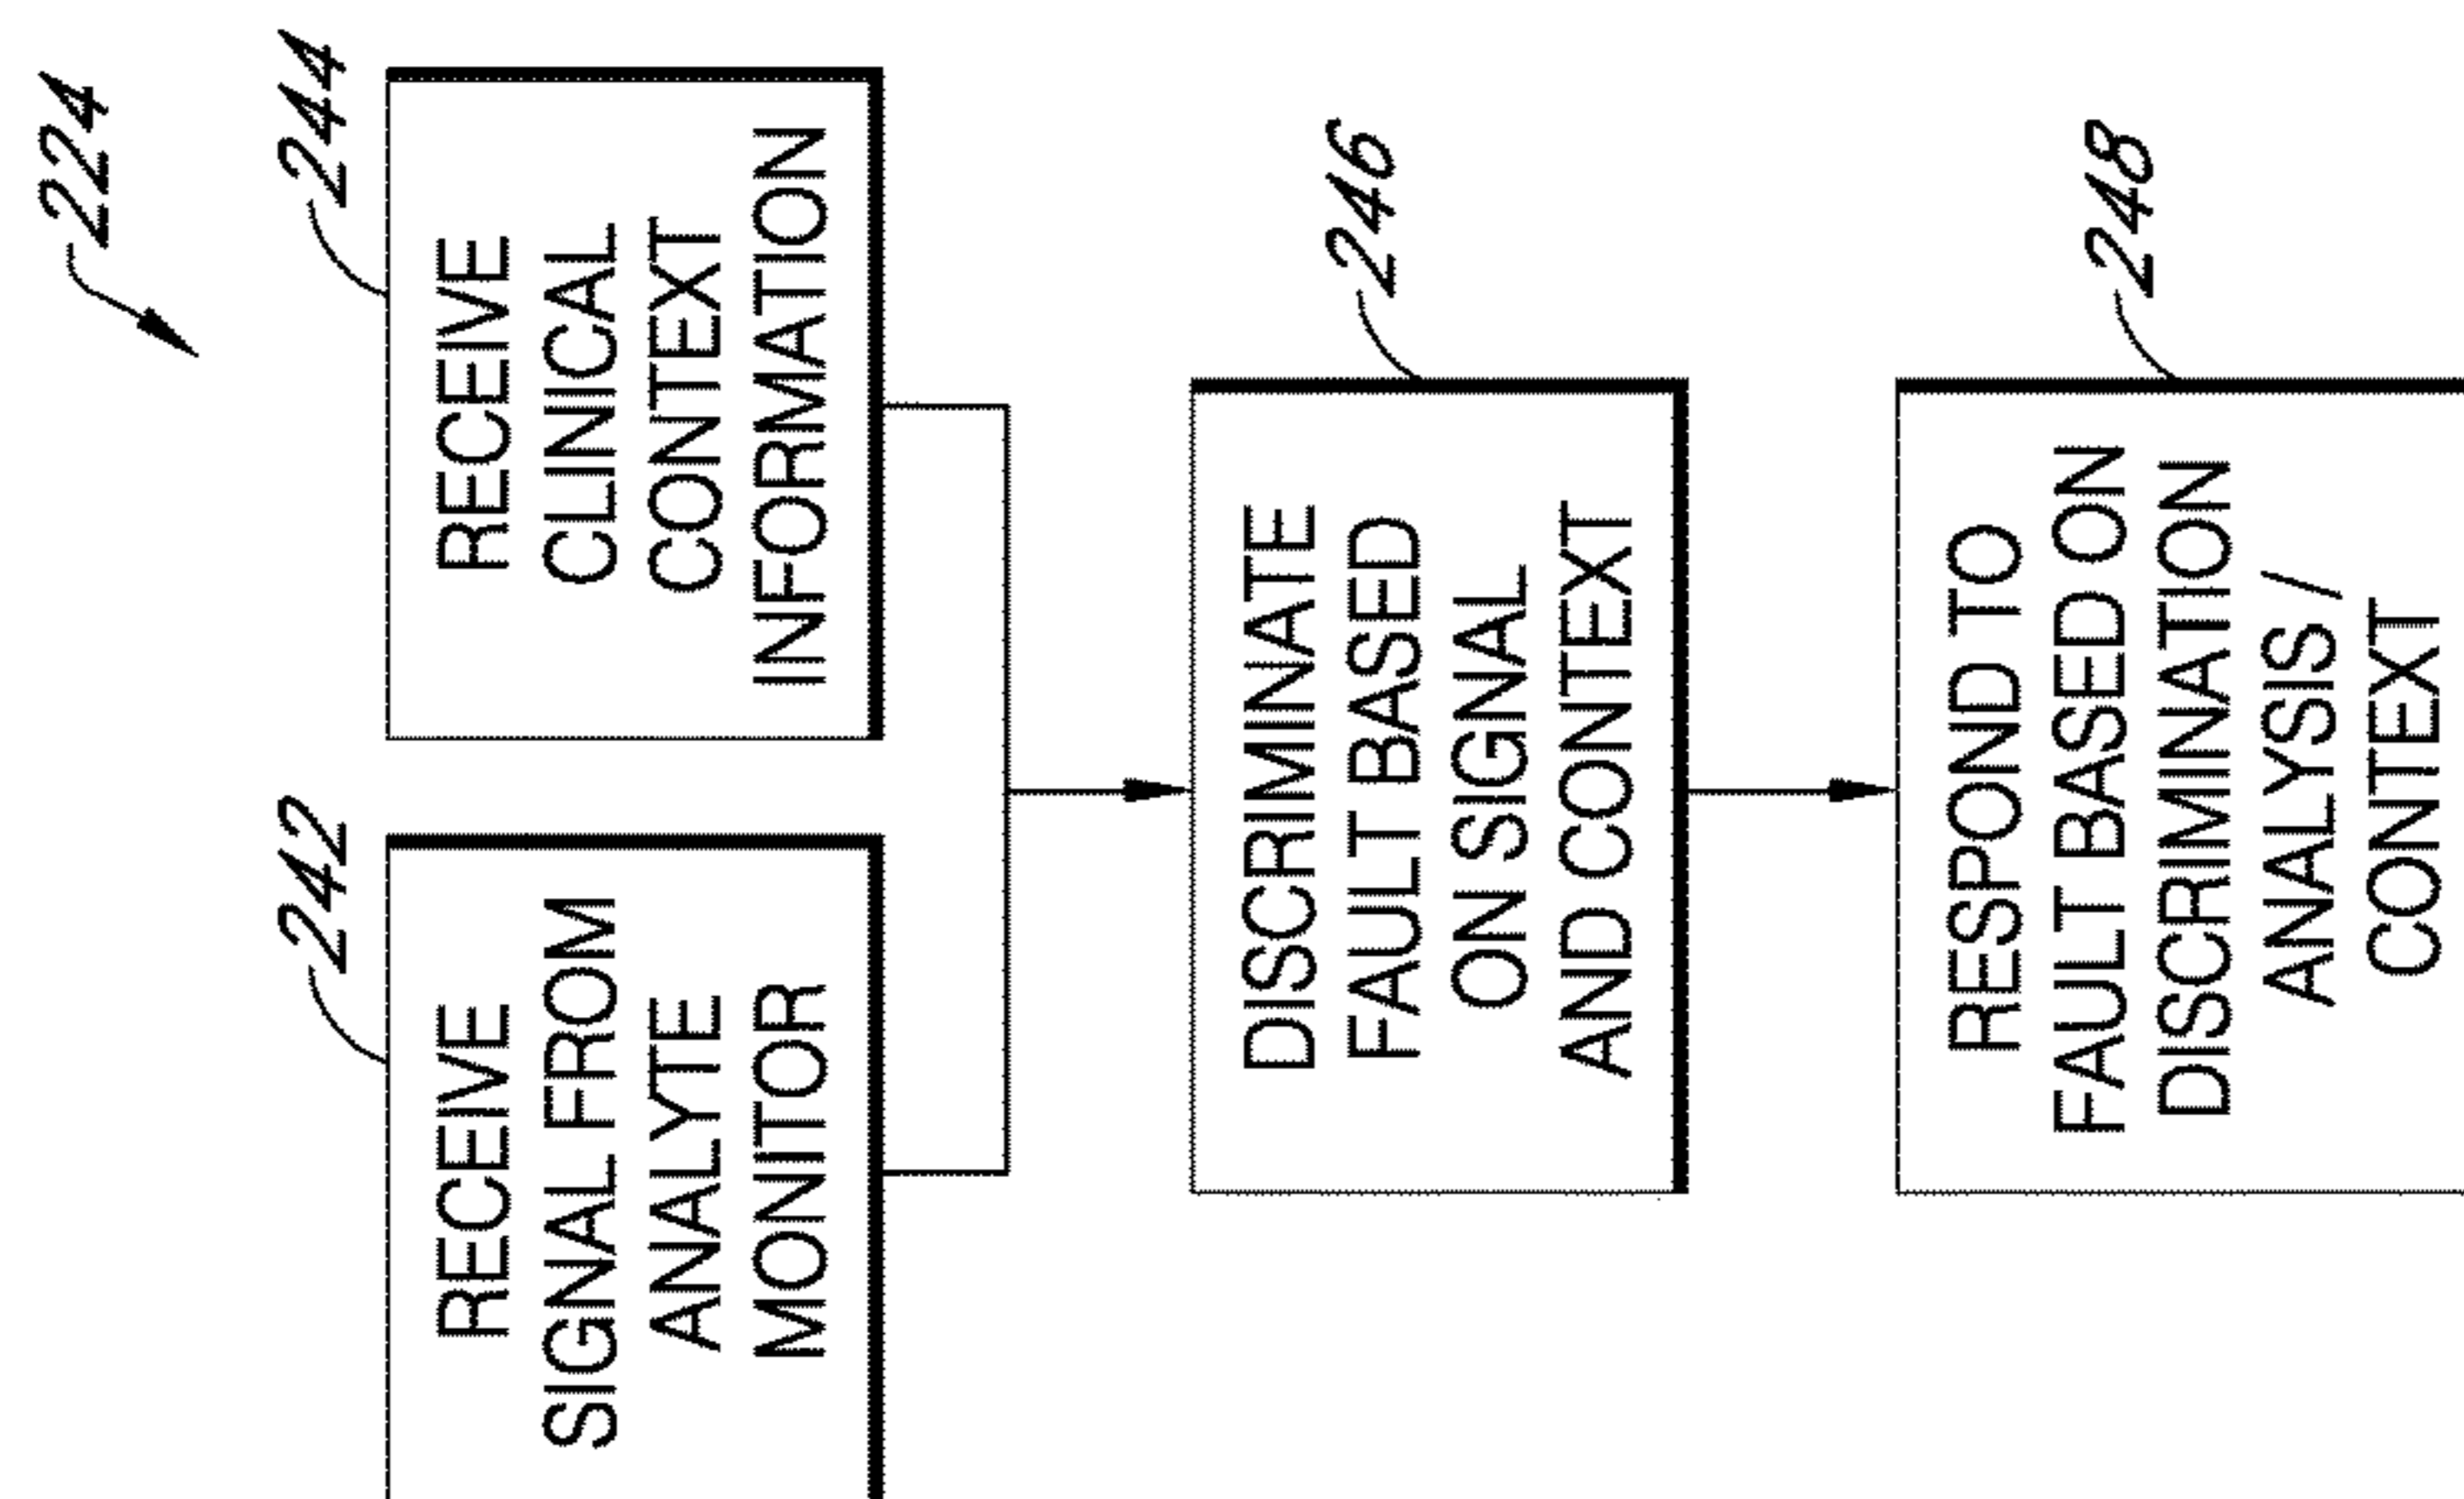 224
242
RECEIVE
SIGNAL FROM
ANALYTE
MONITOR
244
RECEIVE
CLINICAL
CONTEXT
INFORMATION
246
DISCRIMINATE
FAULT BASED
ON SIGNAL
AND CONTEXT
248
RESPOND TO
FAULT BASED ON
DISCRIMINATION
ANALYSIS /
CONTEXT